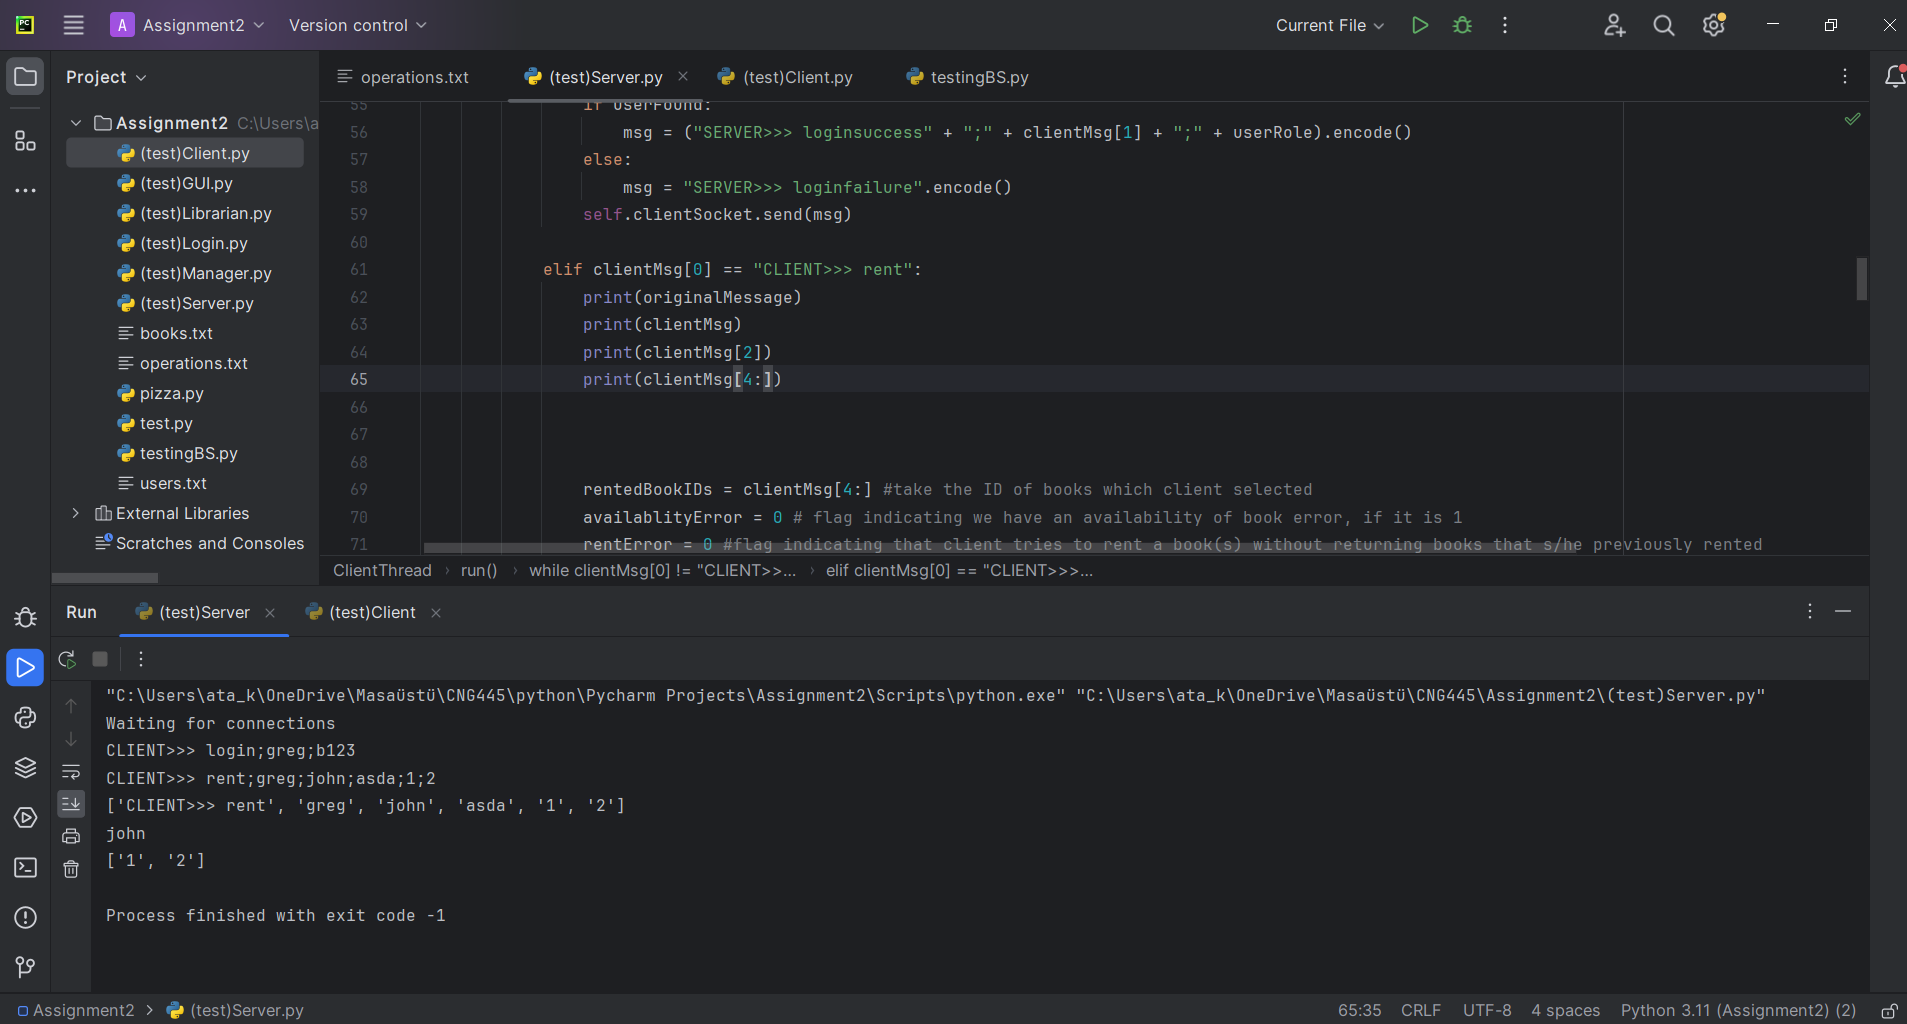 A Assignment2 Version control Current File
Project
operations.txt (test)Server.py (test)Client.py testingBS.py
Assignment2 C:\Users\a
(test)Client.py
(test)GUI.py
(test)Librarian.py
(test)Login.py
(test)Manager.py
(test)Server.py
books.txt
operations.txt
pizza.py
test.py
testingBS.py
users.txt
External Libraries
Scratches and Consoles
55 if userFound:
56 msg = ("SERVER>>> loginsuccess" + ";" + clientMsg[1] + ";" + userRole).encode()
57 else:
58 msg = "SERVER>>> loginfailure".encode()
59 self.clientSocket.send(msg)
60
61 elif clientMsg[0] == "CLIENT>>> rent":
62 print(originalMessage)
63 print(clientMsg)
64 print(clientMsg[2])
65 print(clientMsg[4:])
66
67
68
69 rentedBookIDs = clientMsg[4:] #take the ID of books which client selected
70 availablityError = 0 # flag indicating we have an availability of book error, if it is 1
71 rentError = 0 #flag indicating that client tries to rent a book(s) without returning books that s/he previously rented
ClientThread › run() › while clientMsg[0] != "CLIENT>>... › elif clientMsg[0] == "CLIENT>>>...
Run (test)Server (test)Client
"C:\Users\ata_k\OneDrive\Masaüstü\CNG445\python\Pycharm Projects\Assignment2\Scripts\python.exe" "C:\Users\ata_k\OneDrive\Masaüstü\CNG445\Assignment2\(test)Server.py"
Waiting for connections
CLIENT>>> login;greg;b123
CLIENT>>> rent;greg;john;asda;1;2
['CLIENT>>> rent', 'greg', 'john', 'asda', '1', '2']
john
['1', '2']
Process finished with exit code -1
Assignment2 > (test)Server.py 65:35 CRLF UTF-8 4 spaces Python 3.11 (Assignment2) (2)